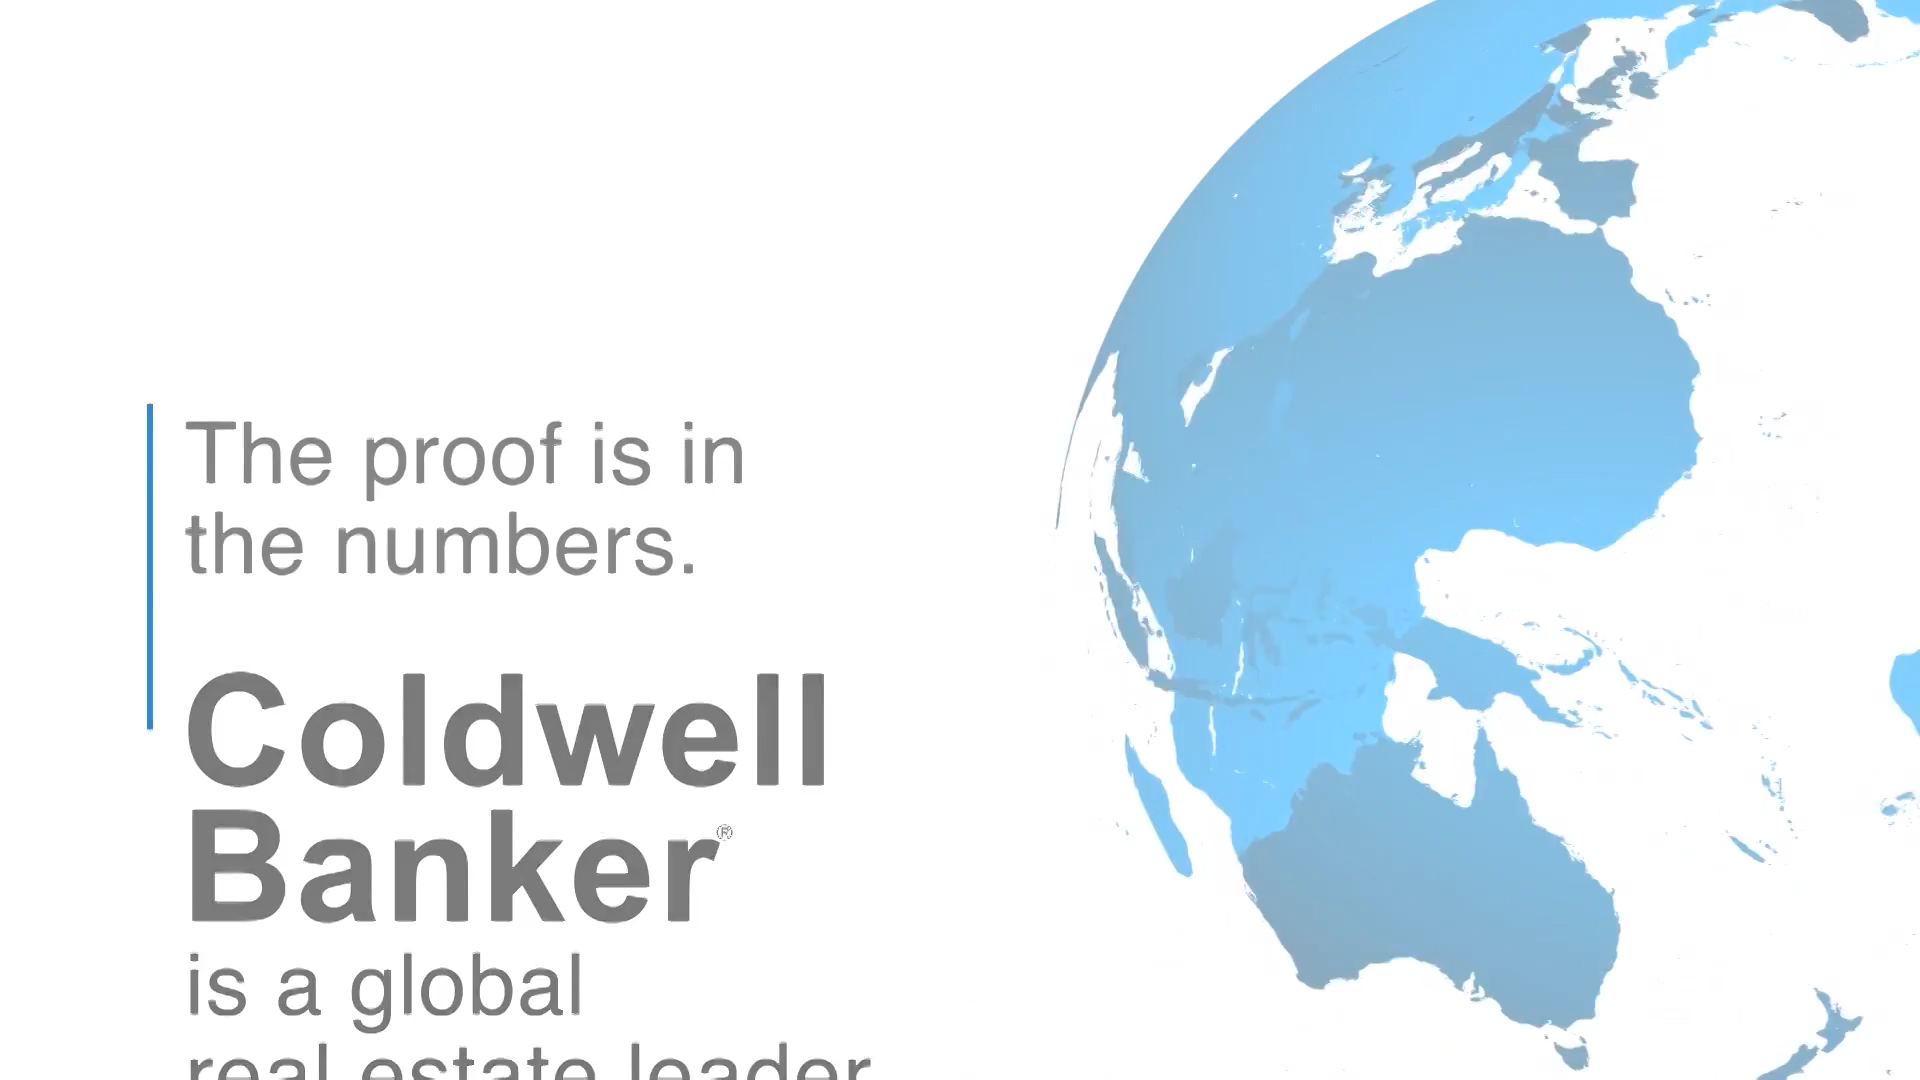 The proof is in
the numbers.
Coldwell
Banker®
is a global
real estate leader